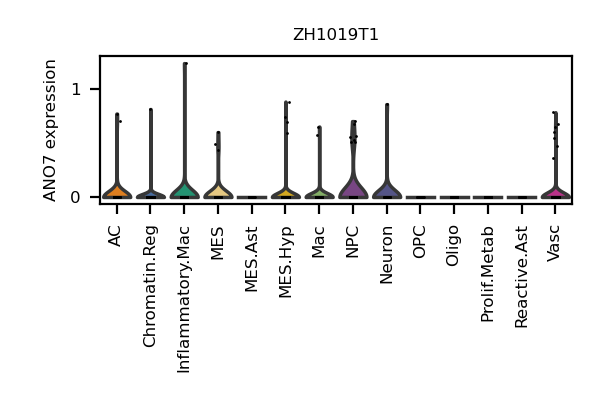 ZH1019T1
ANO7 expression
1
0
AC
Chromatin.Reg
Inflammatory.Mac
MES
MES.Ast
MES.Hyp
Mac
NPC
Neuron
OPC
Oligo
Prolif.Metab
Reactive.Ast
Vasc